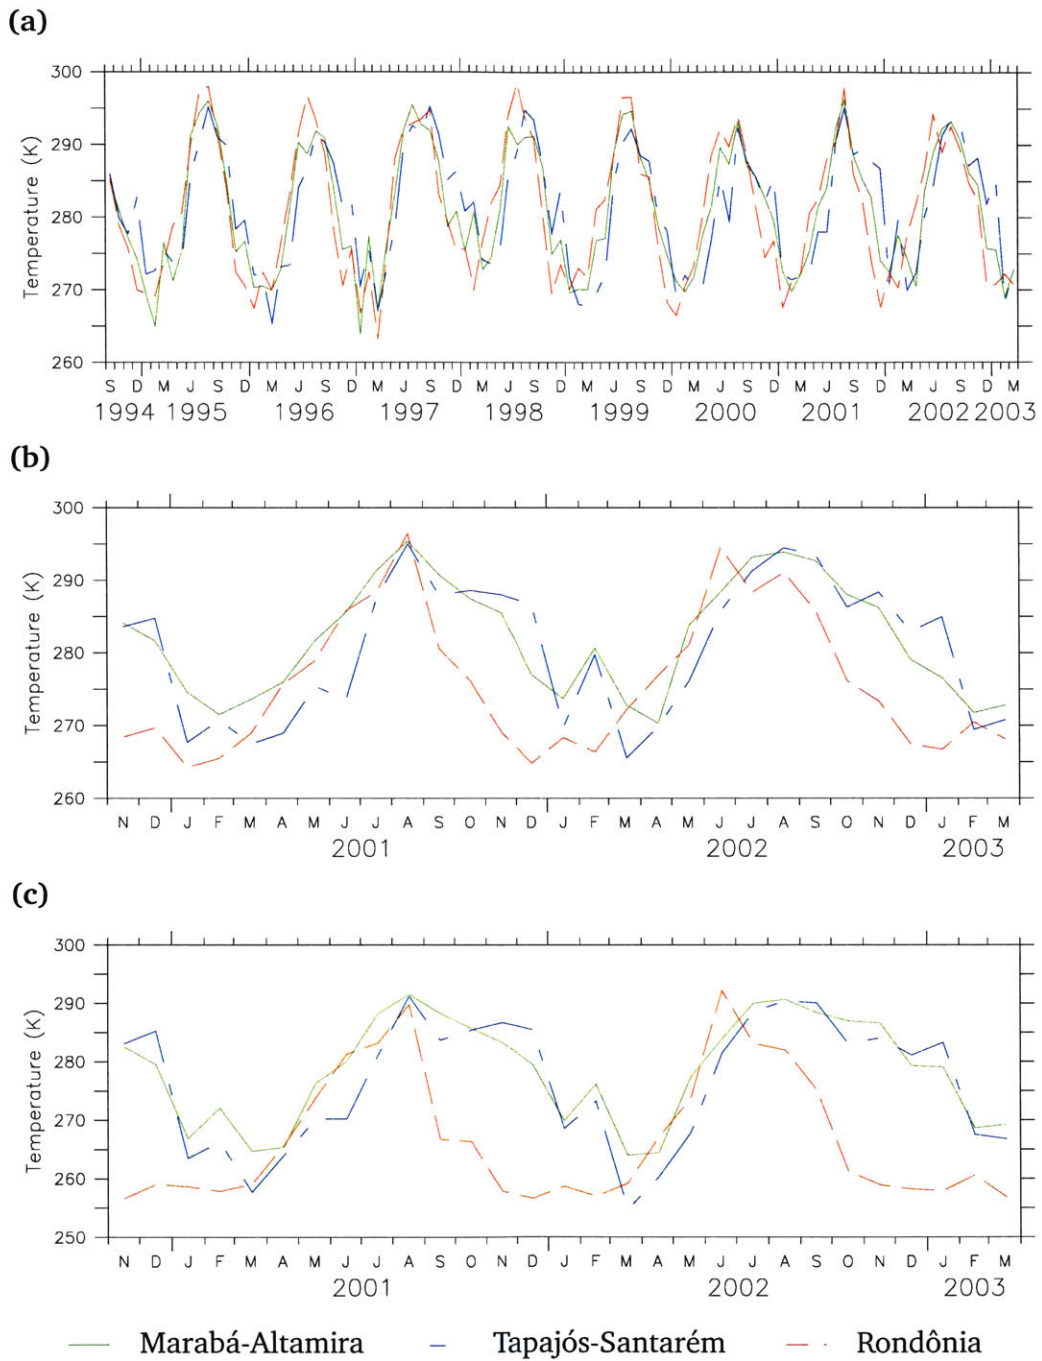 (a)
300
290
280
270
260
Temperature (K)
S D M J S D M J S D M J S D M J S D M J S D M J S D M J S D M J S D M
1994 1995 1996 1997 1998 1999 2000 2001 2002 2003
(b)
300
290
280
270
260
Temperature (K)
N D J F M A M J J A S O N D J F M A M J J A S O N D J F M
2001 2002 2003
(c)
300
290
280
270
260
250
Temperature (K)
N D J F M A M J J A S O N D J F M A M J J A S O N D J F M
2001 2002 2003
Marabá-Altamira Tapajós-Santarém Rondônia